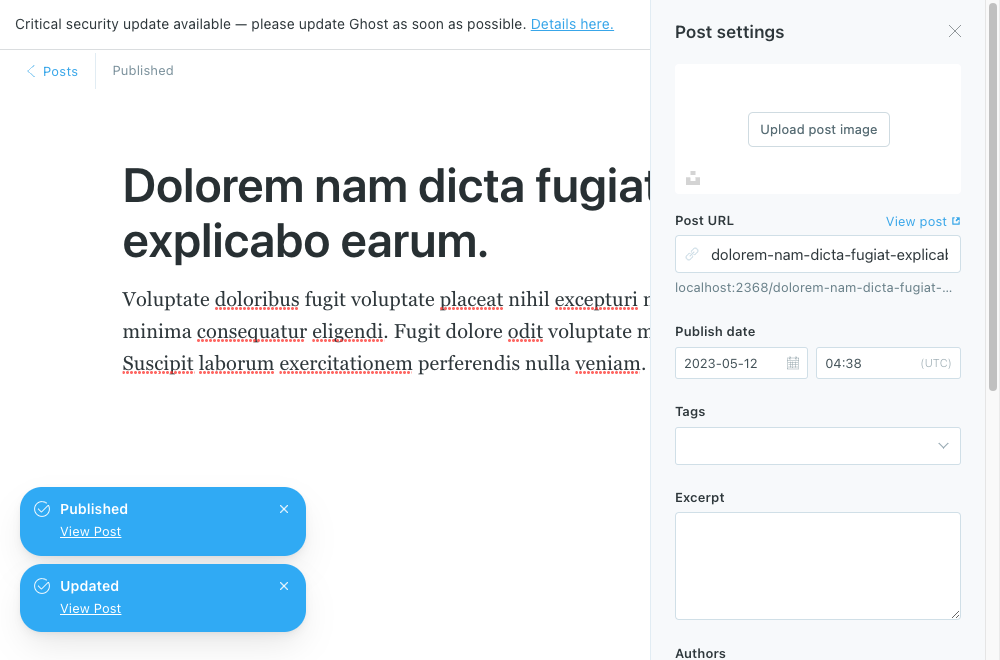 Critical security update available — please update Ghost as soon as possible. Details here.
Posts
Published
Dolorem nam dicta fugiat
explicabo earum.
Voluptate doloribus fugit voluptate placeat nihil excepturi
minima consequatur eligendi. Fugit dolore odit voluptate
Suscipit laborum exercitationem perferendis nulla veniam.
Published
View Post
Updated
View Post
Post settings
Upload post image
Post URL
View post
dolorem-nam-dicta-fugiat-explicab
localhost:2368/dolorem-nam-dicta-fugiat-...
Publish date
2023-05-12
04:38
(UTC)
Tags
Excerpt
Authors